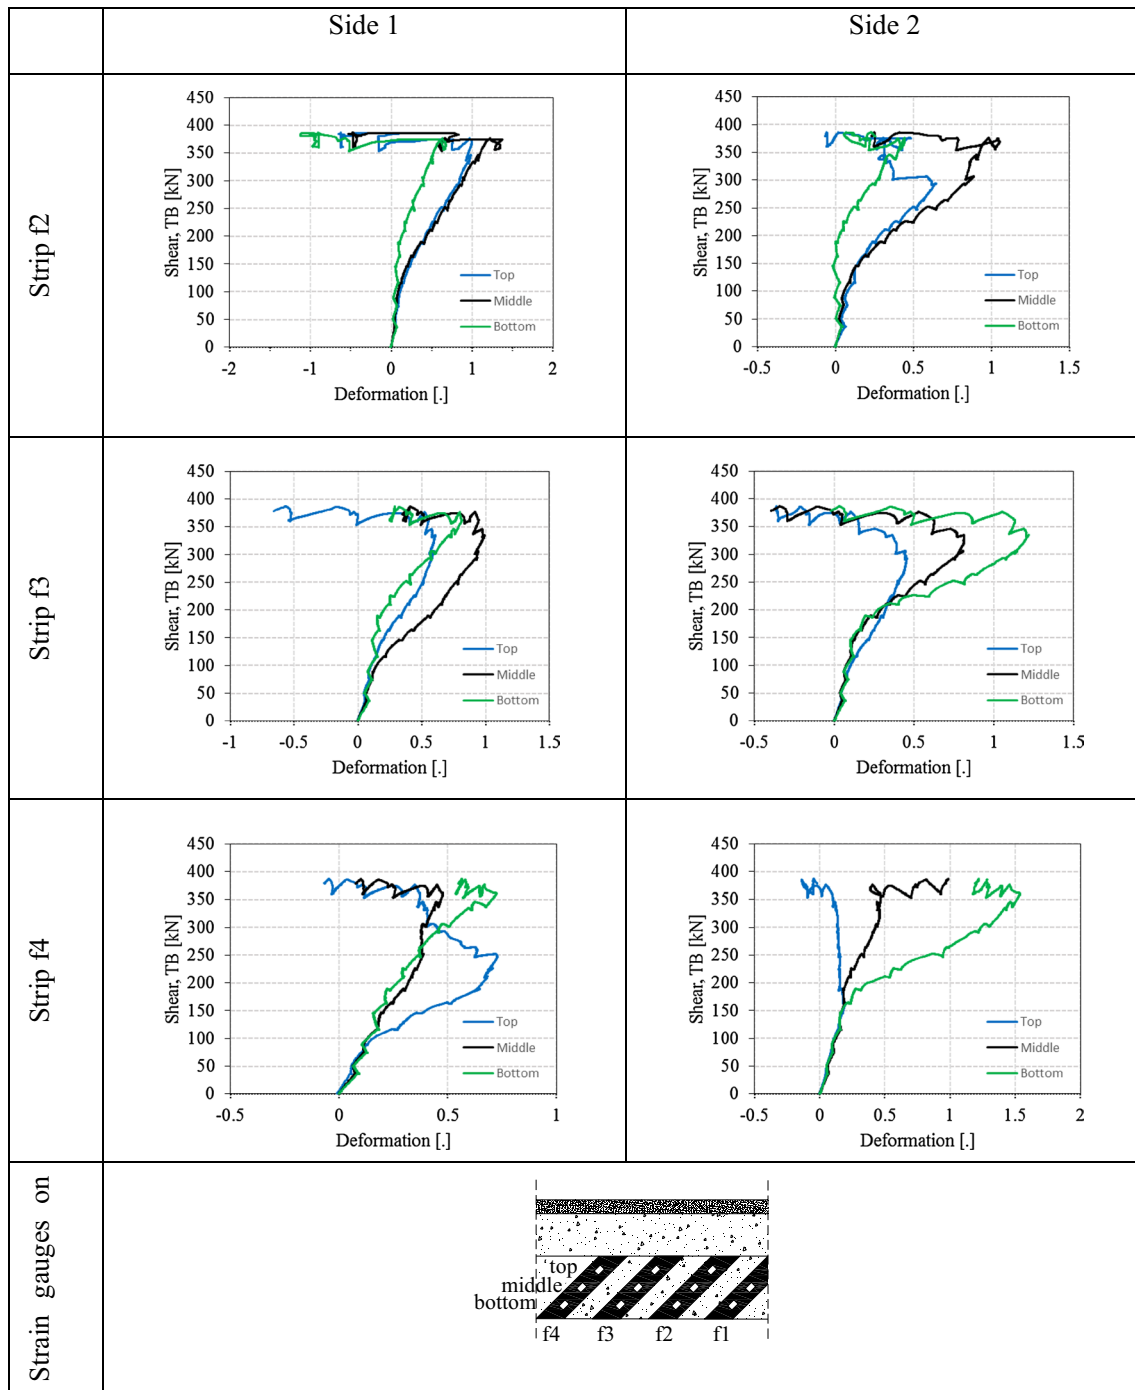 Side 1
Side 2
Strip f2
450
400
350
300
250
200
150
100
50
0
Shear, TB [kN]
-2
-1
0
1
2
Deformation [.]
Top
Middle
Bottom
450
400
350
300
250
200
150
100
50
0
Shear, TB [kN]
-0.5
0
0.5
1
1.5
Deformation [.]
Top
Middle
Bottom
Strip f3
450
400
350
300
250
200
150
100
50
0
Shear, TB [kN]
-1
-0.5
0
0.5
1
1.5
Deformation [.]
Top
Middle
Bottom
450
400
350
300
250
200
150
100
50
0
Shear, TB [kN]
-0.5
0
0.5
1
1.5
Deformation [.]
Top
Middle
Bottom
Strip f4
450
400
350
300
250
200
150
100
50
0
Shear, TB [kN]
-0.5
0
0.5
1
Deformation [.]
Top
Middle
Bottom
450
400
350
300
250
200
150
100
50
0
Shear, TB [kN]
-0.5
0
0.5
1
1.5
2
Deformation [.]
Top
Middle
Bottom
Strain gauges on
top
middle
bottom
f4 f3 f2 f1